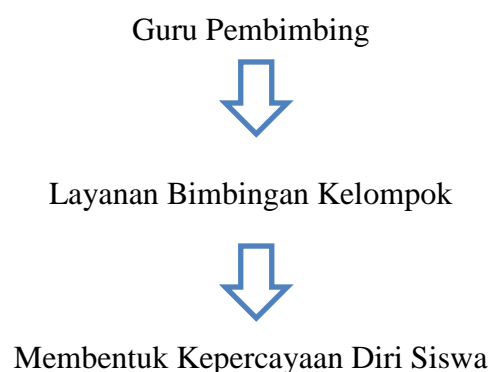 Guru Pembimbing
Layanan Bimbingan Kelompok
Membentuk Kepercayaan Diri Siswa